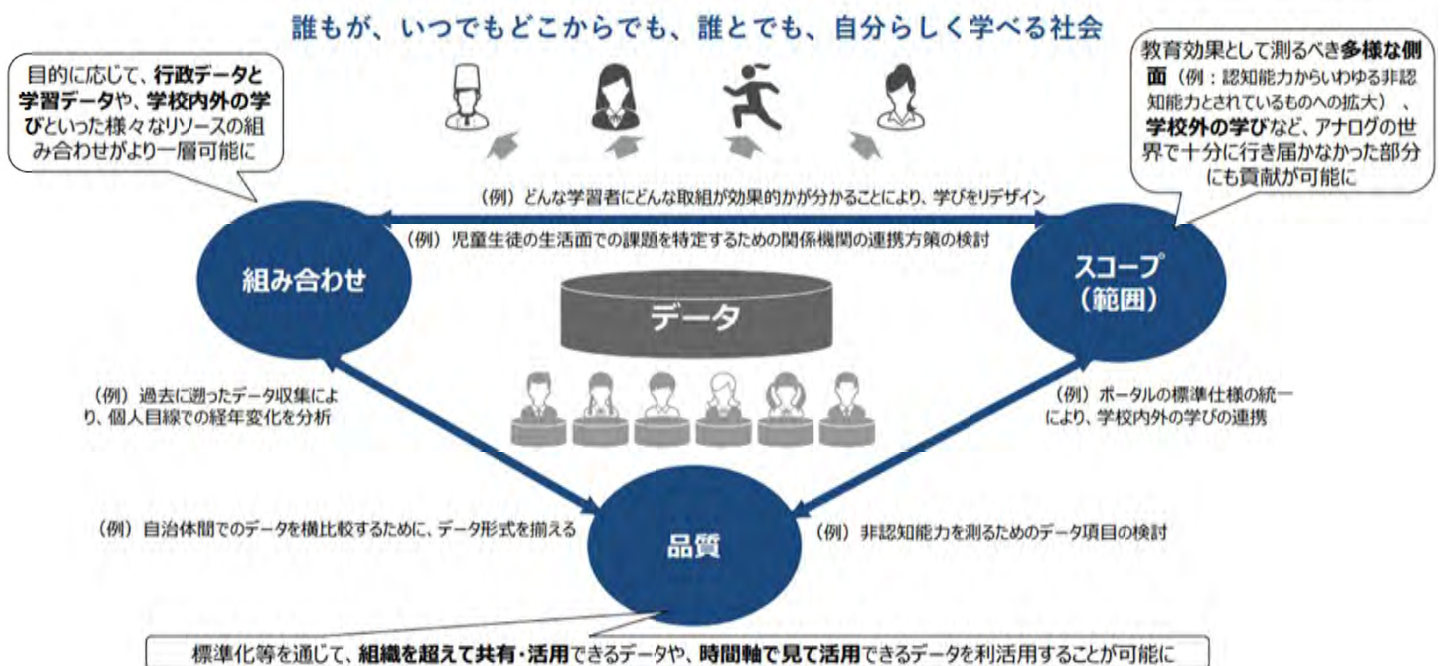 誰もが、いつでもどこからでも、誰とでも、自分らしく学べる社会
目的に応じて、行政データと
学習データや、学校内外の学
びといった様々なリソースの組
み合わせがより一層可能に
教育効果として測るべき多様な側
面（例：認知能力からいわゆる非認
知能力とされているものへの拡大）、
学校外の学びなど、アナログの世
界で十分に行き届かなかった部分
にも貢献が可能に
（例）どんな学習者にどんな取組が効果的かが分かることにより、学びをリデザイン
（例）児童生徒の生活面での課題を特定するための関係機関の連携方策の検討
組み合わせ
スコープ
（範囲）
データ
（例）過去に遡ったデータ収集によ
り、個人目線での経年変化を分析
（例）ポータルの標準仕様の統一
により、学校内外の学びの連携
（例）自治体間でのデータを横比較するために、データ形式を揃える
品質
（例）非認知能力を測るためのデータ項目の検討
標準化等を通じて、組織を超えて共有・活用できるデータや、時間軸で見て活用できるデータを利活用することが可能に